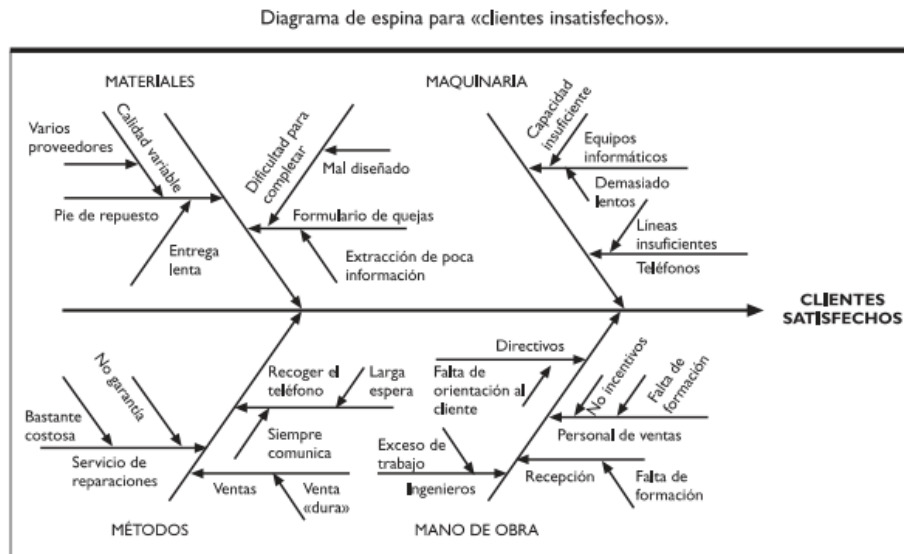 Diagrama de espina para «clientes insatisfechos».
MATERIALES
MAQUINARIA
Varios
proveedores
Calidad variable
Pie de repuesto
Entrega
lenta
Dificultad para
completar
Mal diseñado
Formulario de quejas
Extracción de poca
información
Capacidad
insuficiente
Equipos
informáticos
Demasiado
lentos
Líneas
insuficientes
Teléfonos
CLIENTES
SATISFECHOS
No garantía
Bastante
costosa
Servicio de
reparaciones
Recoger el
teléfono
Larga
espera
Siempre
comunica
Ventas
Venta
«dura»
Directivos
Falta de
orientación al
cliente
No incentivos
Falta de
formación
Personal de ventas
Exceso de
trabajo
Ingenieros
Recepción
Falta de
formación
MÉTODOS
MANO DE OBRA